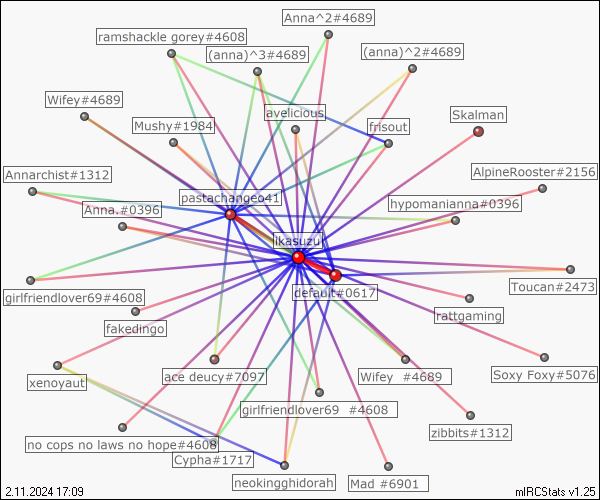 Anna^2#4689
ramshackle gorey#4608
(anna)^3#4689
(anna)^2#4689
Wifey#4689
avelicious
Skalman
Mushy#1984
frisout
Annarchist#1312
AlpineRooster#2156
pastachangeo41
hypomanianna#0396
Anna.#0396
ikasuzu
default#0617
Toucan#2473
girlfriendlover69#4608
rattgaming
fakedingo
xenoyaut
ace deucy#7097
Wifey #4689
Soxy Foxy#5076
girlfriendlover69 #4608
zibbits#1312
no cops no laws no hope#4608
Cypha#1717
neokingghidorah
Mad #6901
2.11.2024 17:09
mIRCStats v1.25